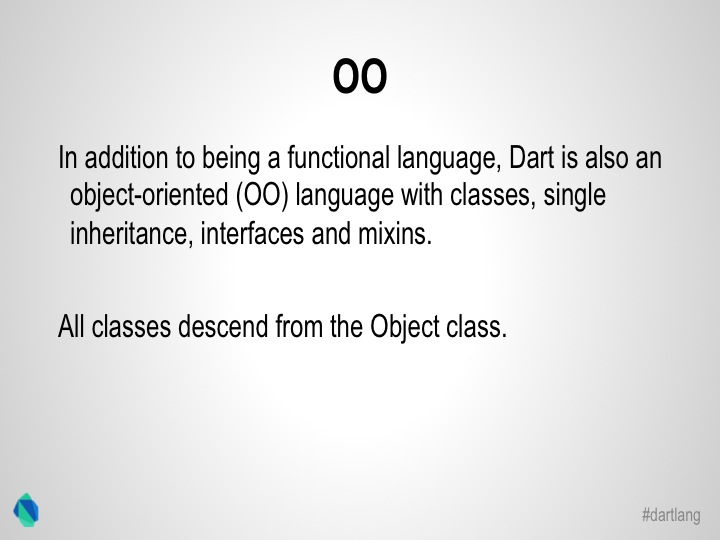 OO
In addition to being a functional language, Dart is also an
object-oriented (OO) language with classes, single
inheritance, interfaces and mixins.
All classes descend from the Object class.
#dartlang